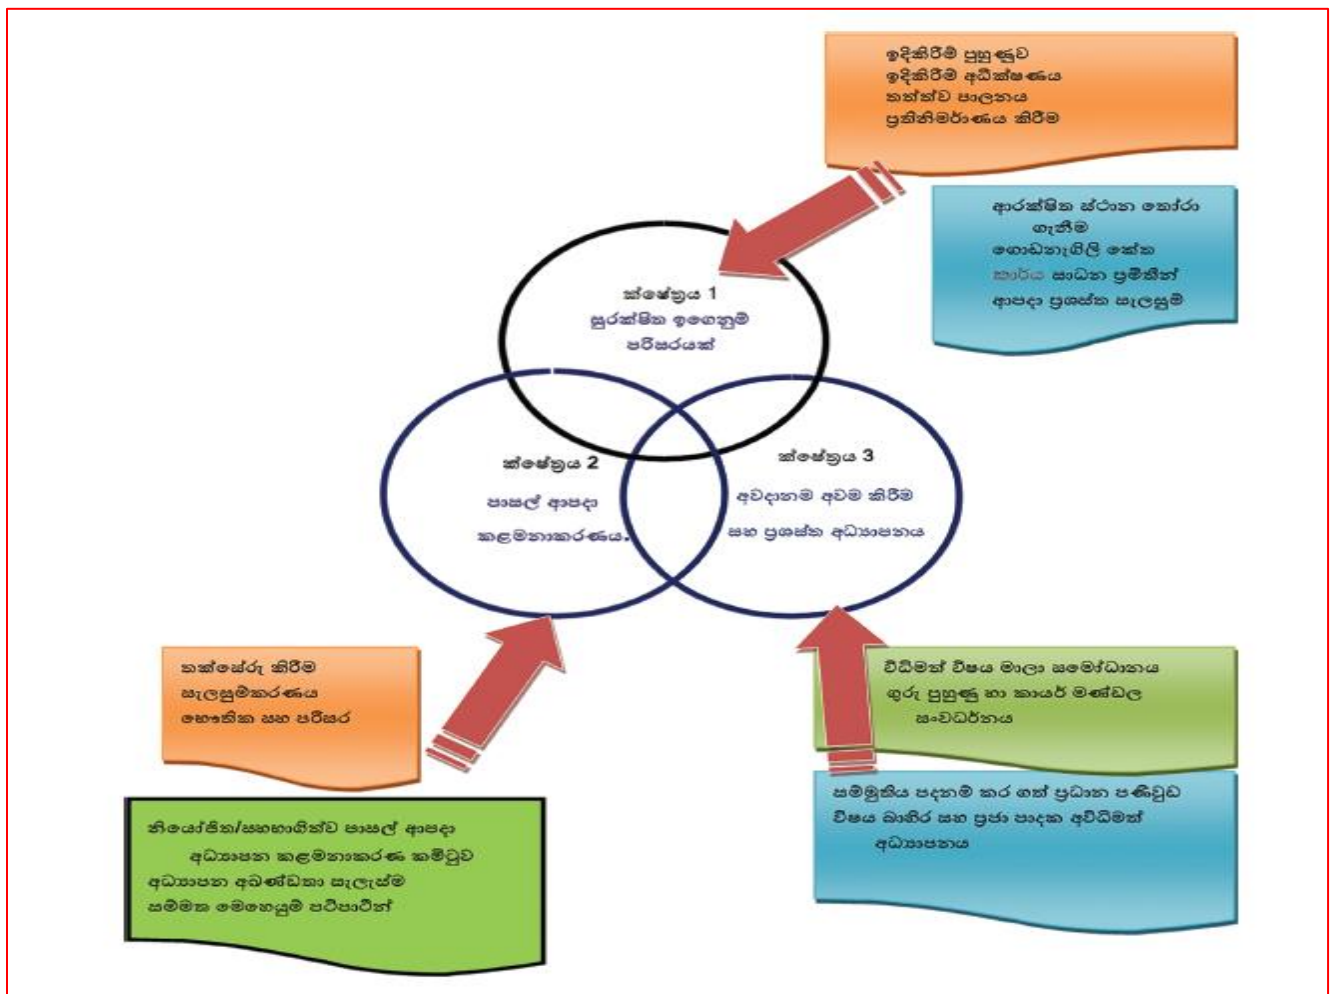 ඉදිකිරීම් පුහුණුව
ඉදිකිරීම් අධීක්ෂණය
තත්ත්ව පාලනය
ප්‍රතිනිමර්ාණය කිරීම
ආරක්ෂිත ස්ථාන තෝරා
ගැනීම
ගොඩනැගිලි කේත
කාර්ය සාධන ප්‍රමිතීන්
ආපදා ප්‍රශස්ත සැලසුම්
ක්ෂේත්‍රය 1
සුරක්ෂිත ඉගෙනුම්
පරිසරයක්
ක්ෂේත්‍රය 2
පාසල් ආපදා
කළමනාකරණය.
ක්ෂේත්‍රය 3
අවදානම අවම කිරීම
සහ ප්‍රශස්ත අධ්‍යාපනය
තක්සේරු කිරීම
සැලසුම්කරණය
භෞතික සහ පරිසර
නියෝජිත/සහභාගිත්ව පාසල් ආපදා
අධ්‍යාපන කළමනාකරණ කමිටුව
අධ්‍යාපන අඛණ්ඩතා සැලැස්ම
සම්මත මෙහෙයුම් පටිපාටීන්
විධිමත් විෂය මාලා සමෝධානය
ගුරු පුහුණු හා කායර් මණ්ඩල
සංවධර්නය
සම්මුතිය පදනම් කර ගත් ප්‍රධාන පණිවුඩ
විෂය බාහිර සහ ප්‍රජා පාදක අවිධිමත්
අධ්‍යාපනය